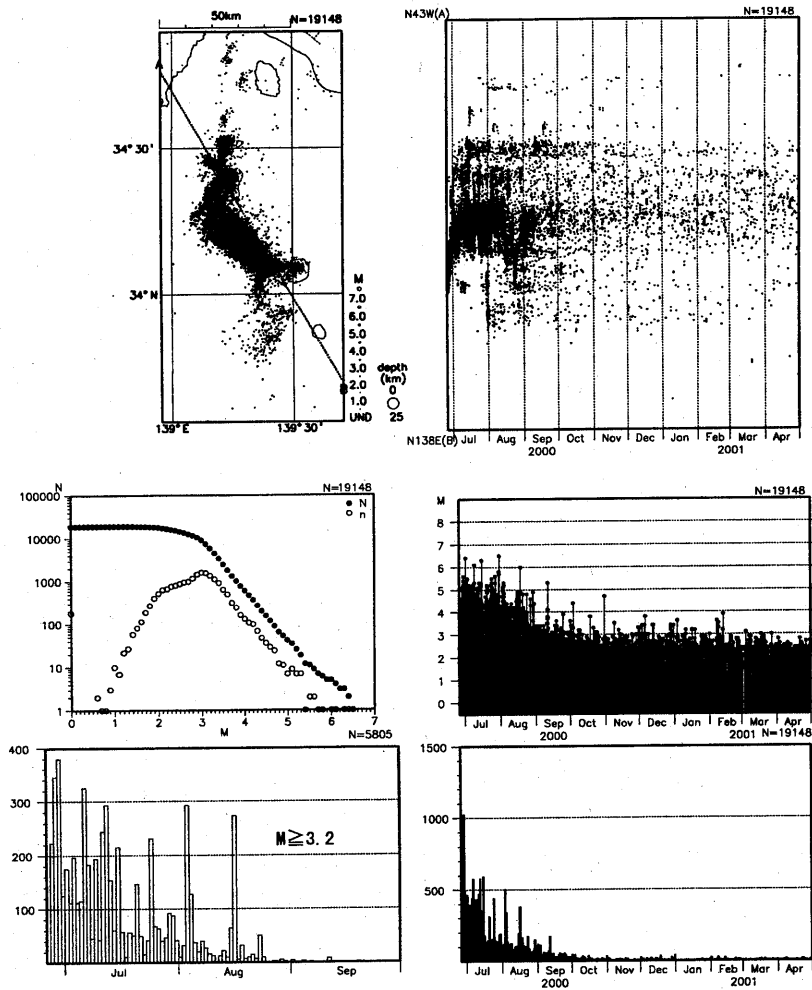 50km
N=19148
A
34° 30'
34° N
139° E
139° 30'
B
M
7.0
6.0
5.0
4.0
3.0
2.0
1.0
UND
depth
(km)
0
25
N43W(A)
N=19148
N138E(B)
Jul Aug Sep Oct Nov Dec Jan Feb Mar Apr
2000 2001
N
N=19148
N
n
100000
10000
1000
100
10
1
0 1 2 3 4 5 6 7
M
M
N=19148
8
7
6
5
4
3
2
1
0
Jul Aug Sep Oct Nov Dec Jan Feb Mar Apr
2000 2001
N=5805
400
300
200
100
M≧3.2
Jul Aug Sep
N=19148
1500
1000
500
Jul Aug Sep Oct Nov Dec Jan Feb Mar Apr
2000 2001